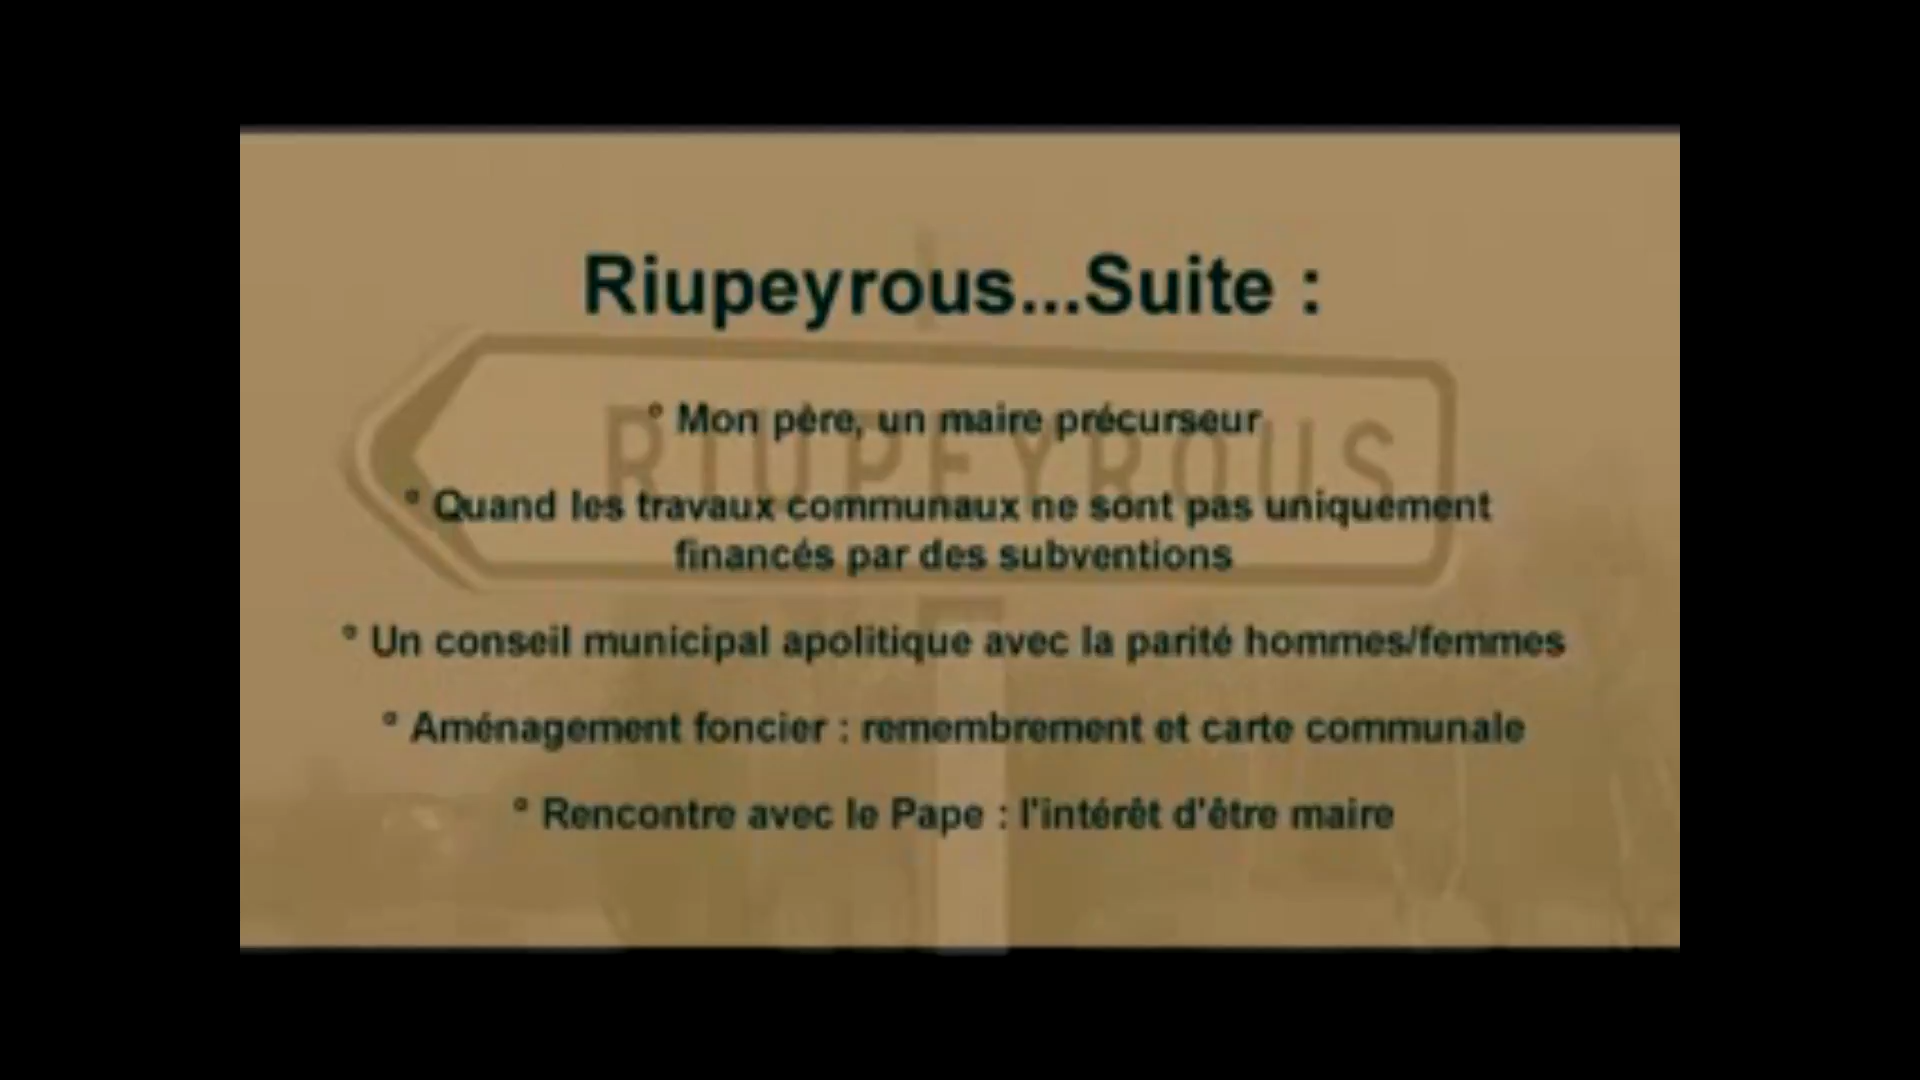 Riupeyrous...Suite :
RIUPEYROUS
° Mon père, un maire précurseur
° Quand les travaux communaux ne sont pas uniquement
financés par des subventions
° Un conseil municipal apolitique avec la parité hommes/femmes
° Aménagement foncier : remembrement et carte communale
° Rencontre avec le Pape : l'intérêt d'être maire